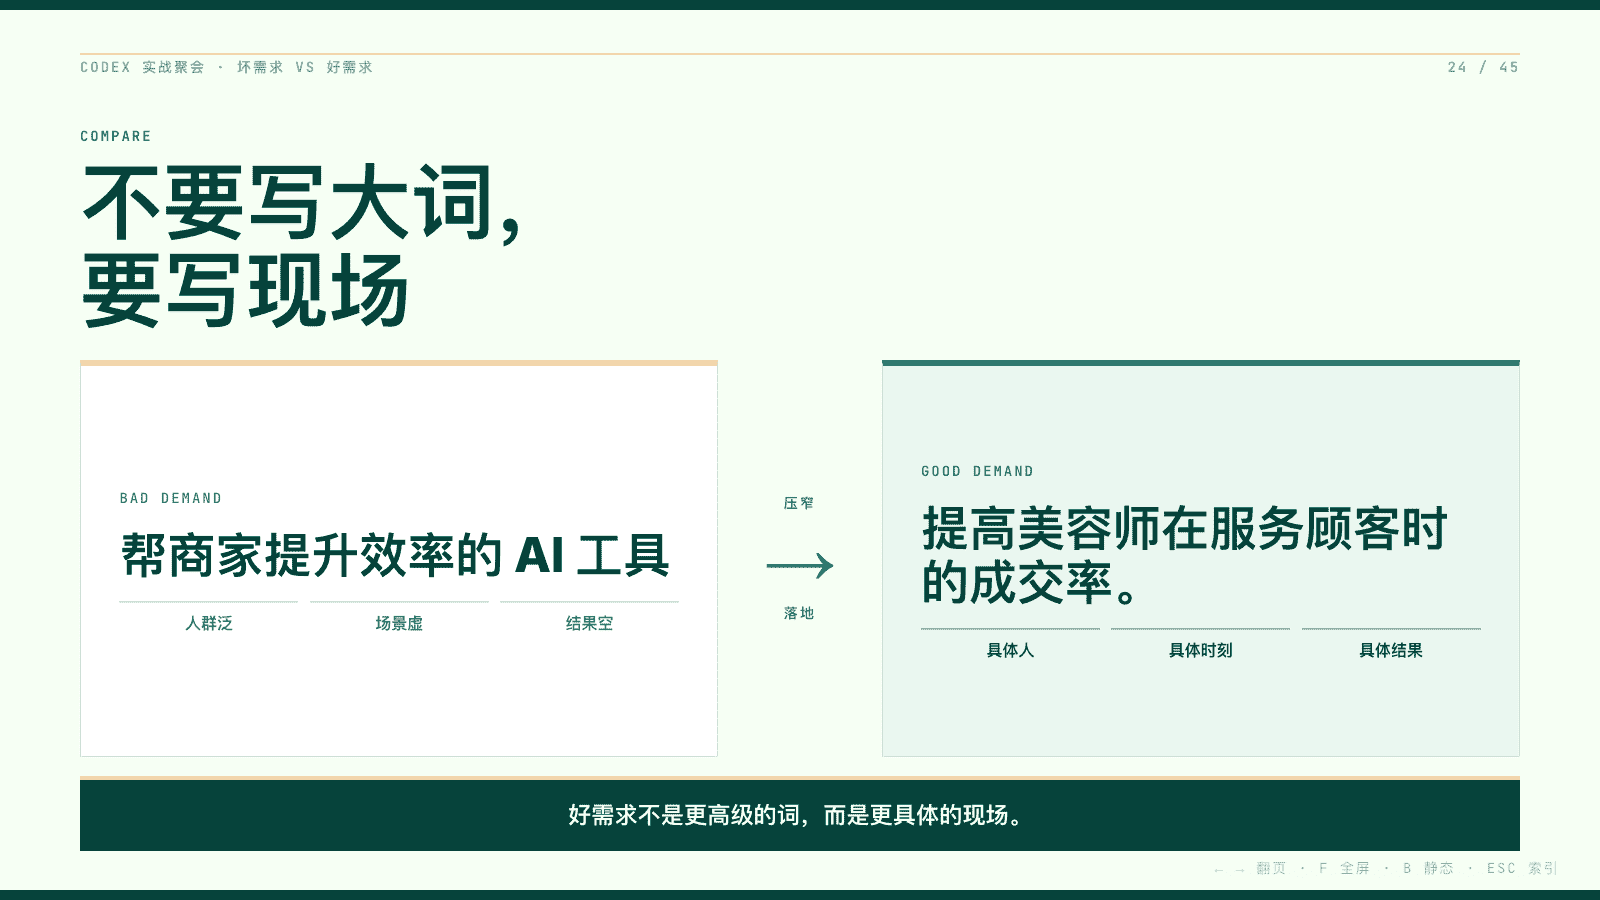 CODEX 实战聚会 · 坏需求 VS 好需求
24 / 45
COMPARE
不要写大词，
要写现场
BAD DEMAND
帮商家提升效率的 AI 工具
人群泛
场景虚
结果空
压窄
→
落地
GOOD DEMAND
提高美容师在服务顾客时
的成交率。
具体人
具体时刻
具体结果
好需求不是更高级的词，而是更具体的现场。
← → 翻页 · F 全屏 · B 静态 · ESC 索引